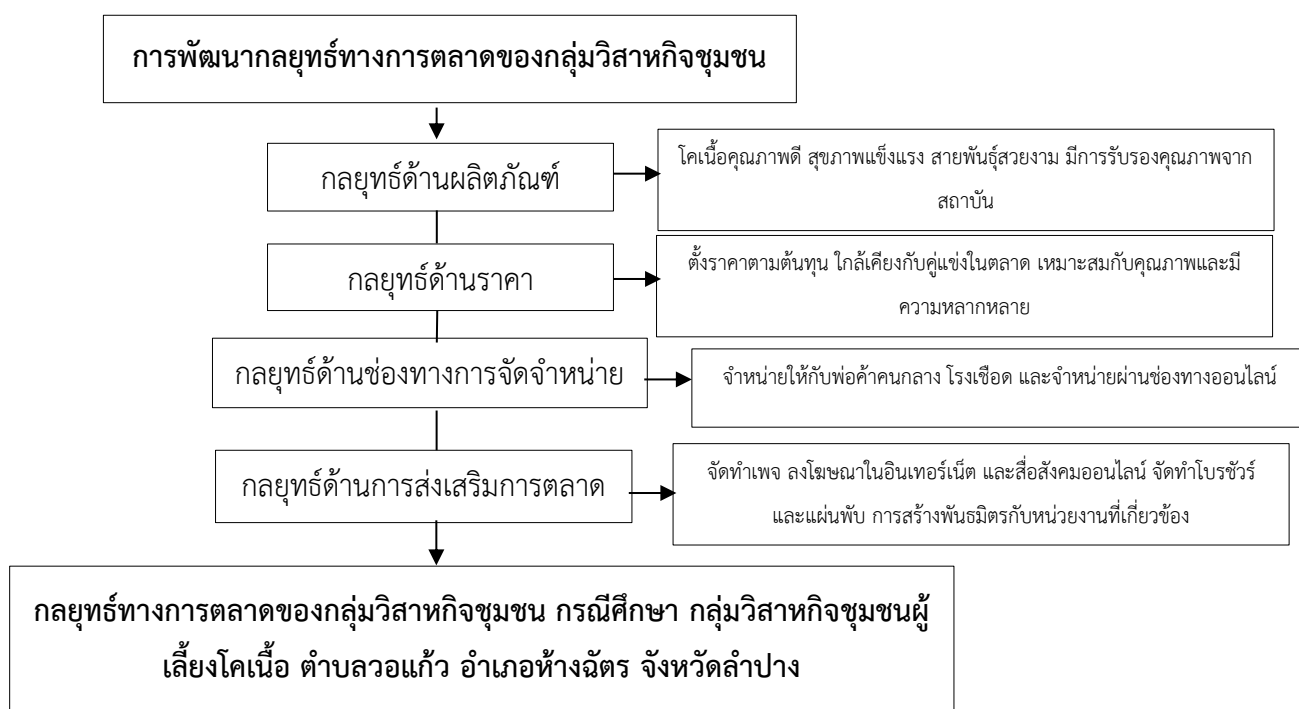 การพัฒนากลยุทธ์ทางการตลาดของกลุ่มวิสาหกิจชุมชน
กลยุทธ์ด้านผลิตภัณฑ์
โคเนื้อคุณภาพดี สุขภาพแข็งแรง สายพันธุ์สวยงาม มีการรับรองคุณภาพจาก
สถาบัน
กลยุทธ์ด้านราคา
ตั้งราคาตามต้นทุน ใกล้เคียงกับคู่แข่งในตลาด เหมาะสมกับคุณภาพและมี
ความหลากหลาย
กลยุทธ์ด้านช่องทางการจัดจำหน่าย
จำหน่ายให้กับพ่อค้าคนกลาง โรงเชือด และจำหน่ายผ่านช่องทางออนไลน์
กลยุทธ์ด้านการส่งเสริมการตลาด
จัดทำเพจ ลงโฆษณาในอินเทอร์เน็ต และสื่อสังคมออนไลน์ จัดทำโบรชัวร์
และแผ่นพับ การสร้างพันธมิตรกับหน่วยงานที่เกี่ยวข้อง
กลยุทธ์ทางการตลาดของกลุ่มวิสาหกิจชุมชน กรณีศึกษา กลุ่มวิสาหกิจชุมชนผู้
เลี้ยงโคเนื้อ ตำบลวอแก้ว อำเภอห้างฉัตร จังหวัดลำปาง